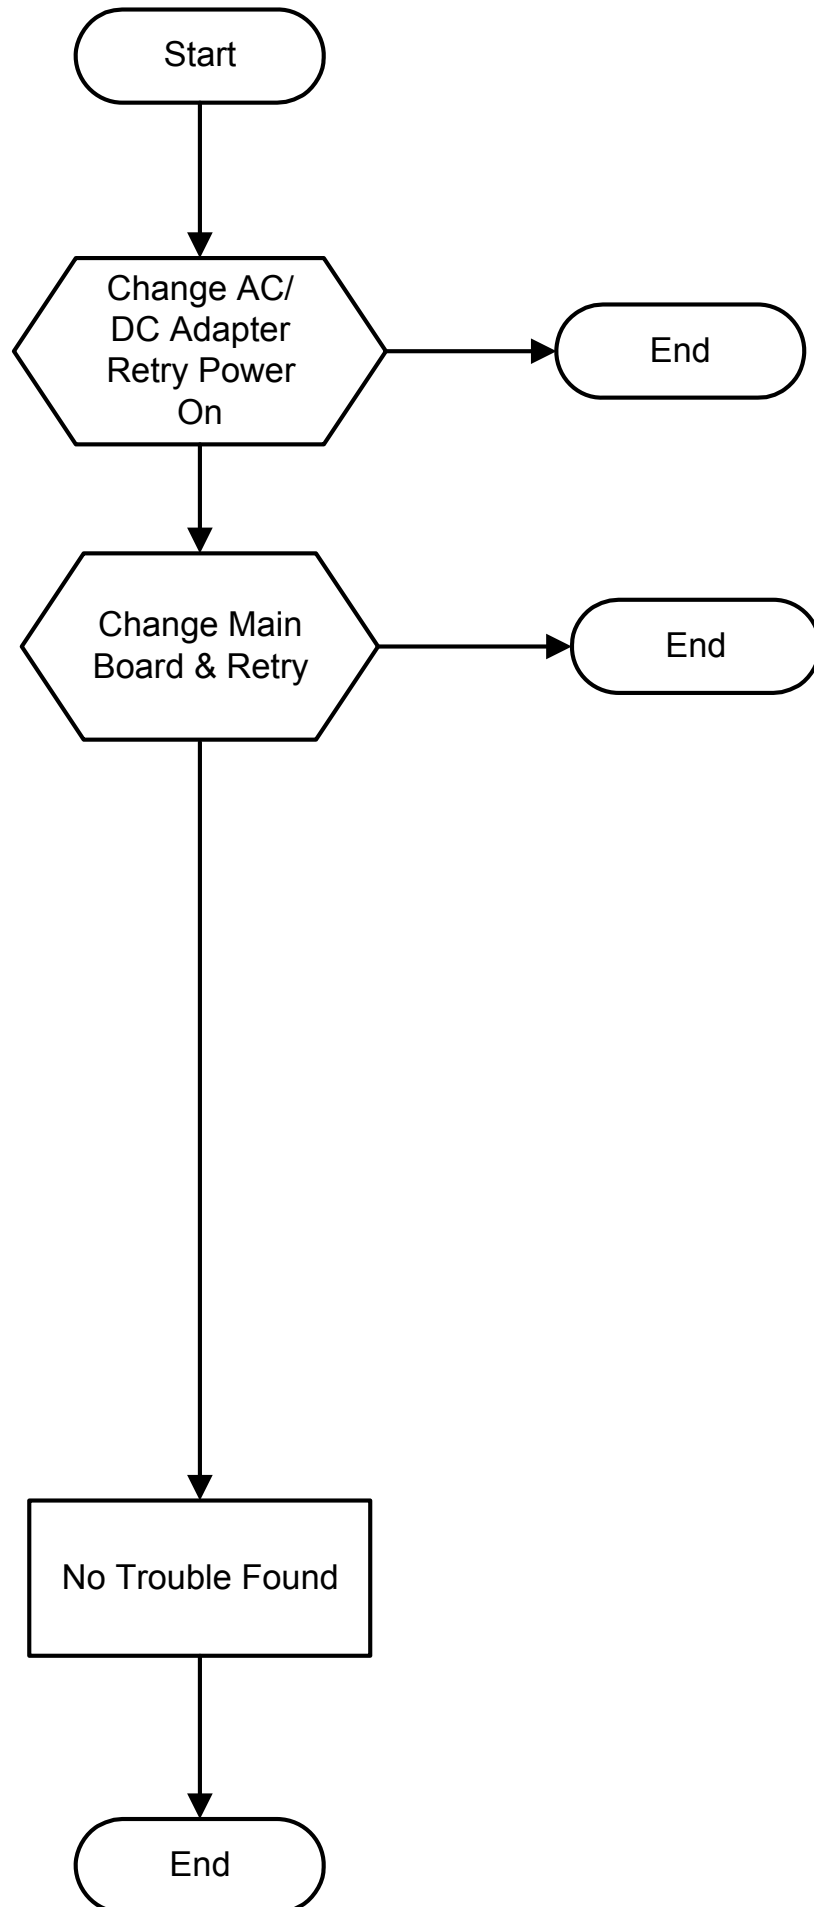 Start
Change AC/
DC Adapter
Retry Power
On
End
Change Main
Board & Retry
End
No Trouble Found
End